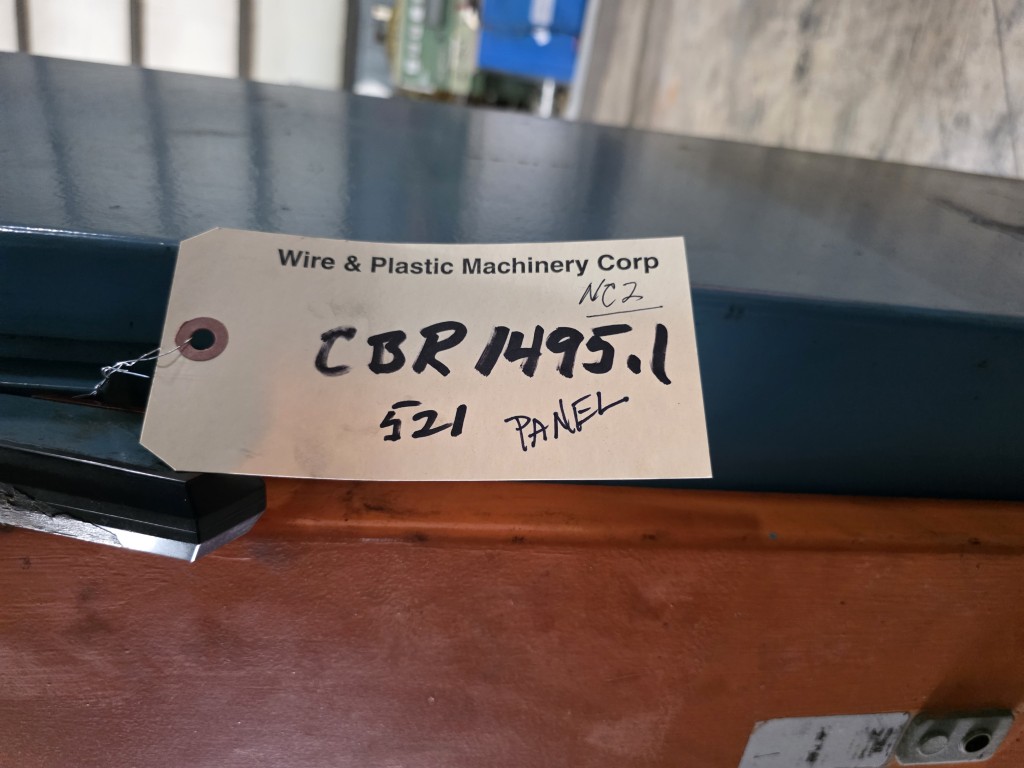 Wire & Plastic Machinery Corp
NC2
CBR 1495.1
521 PANEL